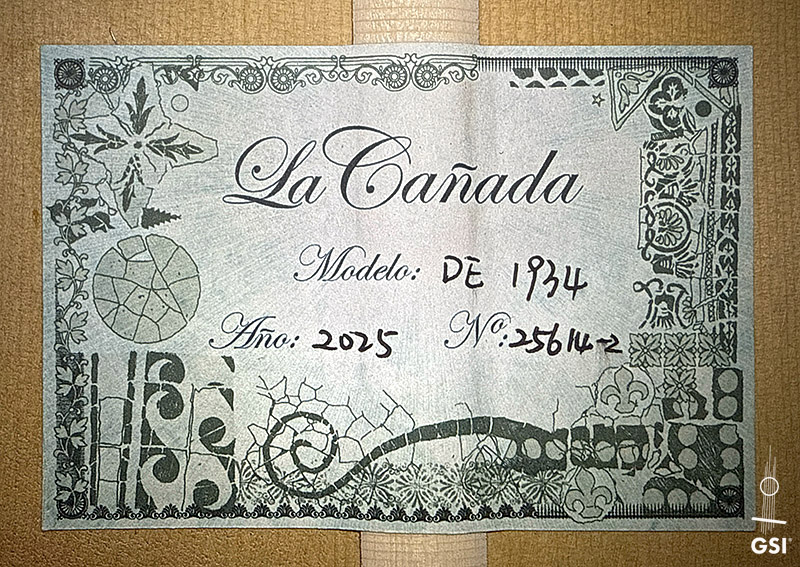 La Cañada
Modelo: DE 1934
Año: 2025 Nº: 25614-2
GSI